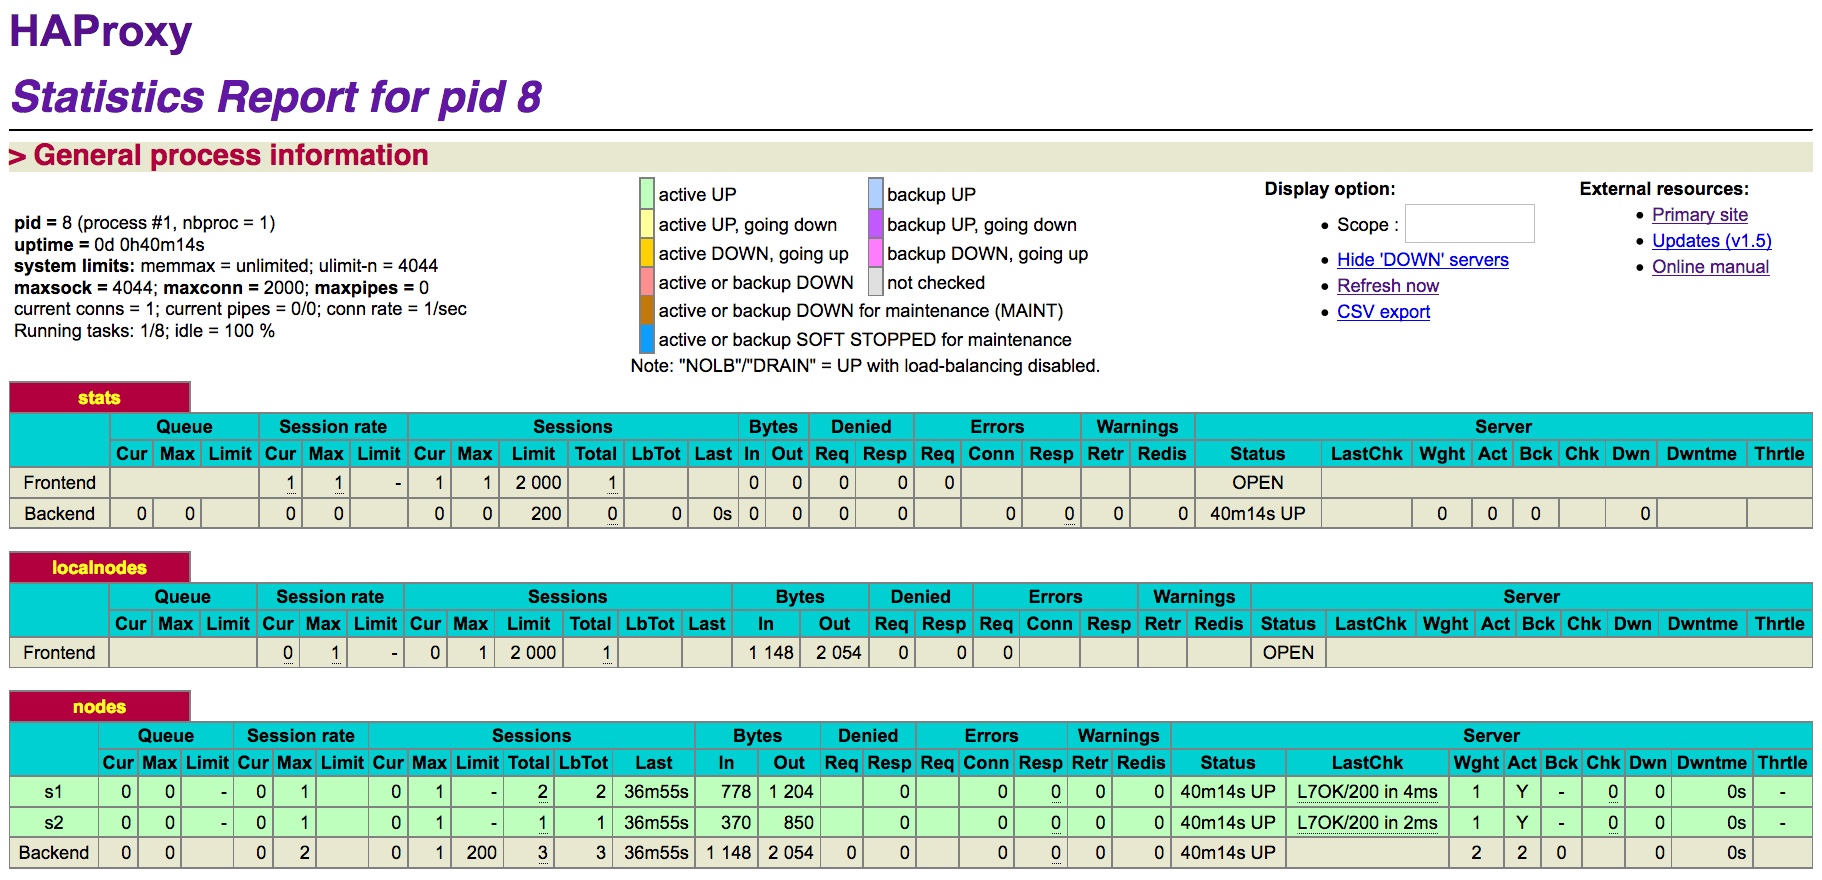 HAProxy
Statistics Report for pid 8
> General process information
pid = 8 (process #1, nbproc = 1)
uptime = 0d 0h40m14s
system limits: memmax = unlimited; ulimit-n = 4044
maxsock = 4044; maxconn = 2000; maxpipes = 0
current conns = 1; current pipes = 0/0; conn rate = 1/sec
Running tasks: 1/8; idle = 100 %
active UP backup UP
active UP, going down backup UP, going down
active DOWN, going up backup DOWN, going up
active or backup DOWN not checked
active or backup DOWN for maintenance (MAINT)
active or backup SOFT STOPPED for maintenance
Note: "NOLB"/"DRAIN" = UP with load-balancing disabled.
Display option:
• Scope :
• Hide 'DOWN' servers
• Refresh now
• CSV export
External resources:
• Primary site
• Updates (v1.5)
• Online manual
stats
Queue Session rate Sessions Bytes Denied Errors Warnings Server
Cur Max Limit Cur Max Limit Cur Max Limit Total LbTot Last In Out Req Resp Req Conn Resp Retr Redis Status LastChk Wght Act Bck Chk Dwn Dwntme Thrtle
Frontend 1 1 - 1 1 2 000 1 0 0 0 0 0 OPEN
Backend 0 0 0 0 0 0 200 0 0 0s 0 0 0 0 0 0 0 0 40m14s UP 0 0 0 0
localnodes
Queue Session rate Sessions Bytes Denied Errors Warnings Server
Cur Max Limit Cur Max Limit Cur Max Limit Total LbTot Last In Out Req Resp Req Conn Resp Retr Redis Status LastChk Wght Act Bck Chk Dwn Dwntme Thrtle
Frontend 0 1 - 0 1 2 000 1 1 148 2 054 0 0 0 OPEN
nodes
Queue Session rate Sessions Bytes Denied Errors Warnings Server
Cur Max Limit Cur Max Limit Cur Max Limit Total LbTot Last In Out Req Resp Req Conn Resp Retr Redis Status LastChk Wght Act Bck Chk Dwn Dwntme Thrtle
s1 0 0 - 0 1 0 1 - 2 2 36m55s 778 1 204 0 0 0 0 0 40m14s UP L7OK/200 in 4ms 1 Y - 0 0 0s -
s2 0 0 - 0 1 0 1 - 1 1 36m55s 370 850 0 0 0 0 0 40m14s UP L7OK/200 in 2ms 1 Y - 0 0 0s -
Backend 0 0 0 2 0 1 200 3 3 36m55s 1 148 2 054 0 0 0 0 0 0 40m14s UP 2 2 0 0 0s